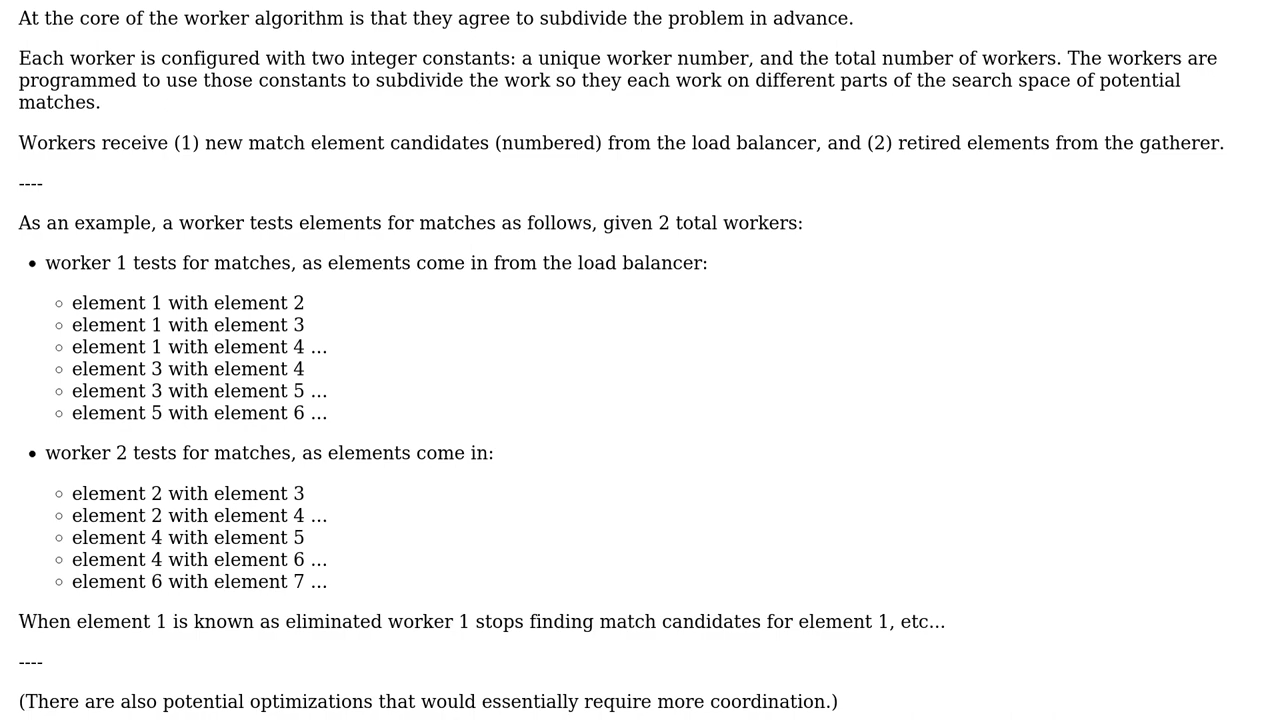 At the core of the worker algorithm is that they agree to subdivide the problem in advance.
Each worker is configured with two integer constants: a unique worker number, and the total number of workers. The workers are
programmed to use those constants to subdivide the work so they each work on different parts of the search space of potential
matches.
Workers receive (1) new match element candidates (numbered) from the load balancer, and (2) retired elements from the gatherer.
----
As an example, a worker tests elements for matches as follows, given 2 total workers:
• worker 1 tests for matches, as elements come in from the load balancer:
◦ element 1 with element 2
◦ element 1 with element 3
◦ element 1 with element 4 ...
◦ element 3 with element 4
◦ element 3 with element 5 ...
◦ element 5 with element 6 ...
• worker 2 tests for matches, as elements come in:
◦ element 2 with element 3
◦ element 2 with element 4 ...
◦ element 4 with element 5
◦ element 4 with element 6 ...
◦ element 6 with element 7 ...
When element 1 is known as eliminated worker 1 stops finding match candidates for element 1, etc...
----
(There are also potential optimizations that would essentially require more coordination.)